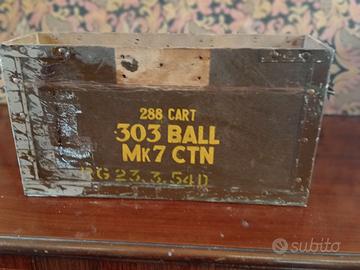 288 CART
.303 BALL
MK7 CTN
RG 23.3.54D
subito